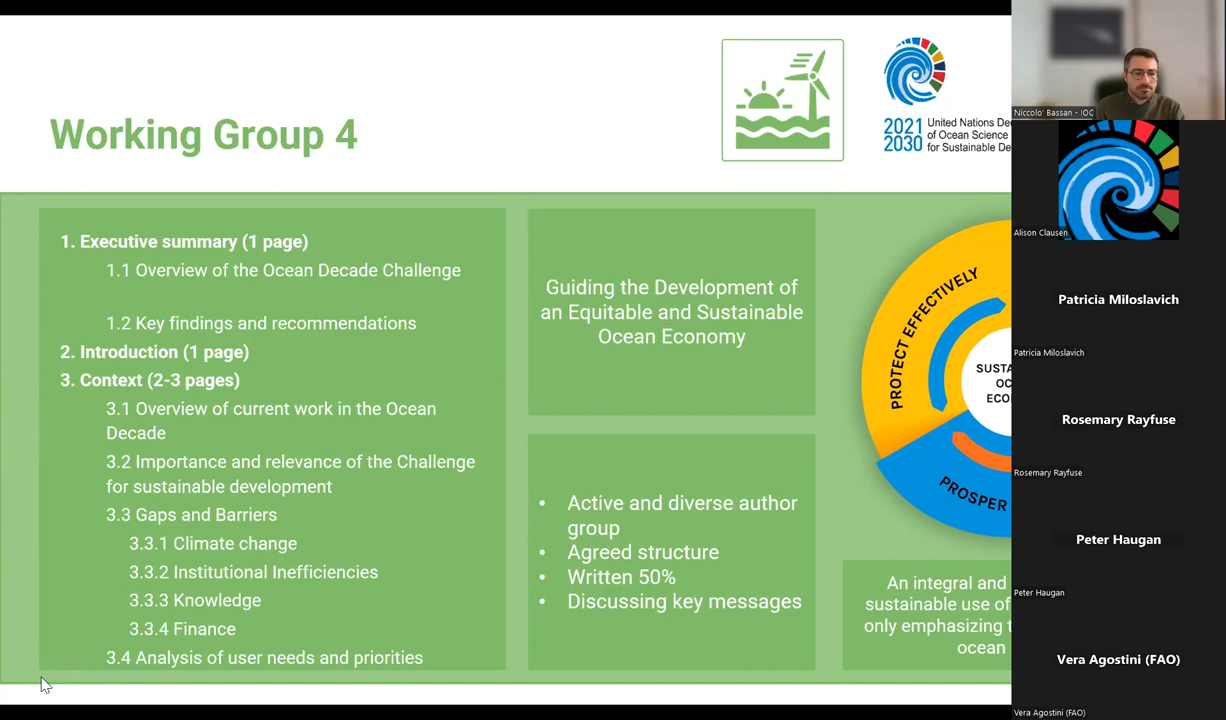 Working Group 4
2021
2030
United Nations De
of Ocean Science
for Sustainable De
1. Executive summary (1 page)
1.1 Overview of the Ocean Decade Challenge
1.2 Key findings and recommendations
2. Introduction (1 page)
3. Context (2-3 pages)
3.1 Overview of current work in the Ocean
Decade
3.2 Importance and relevance of the Challenge
for sustainable development
3.3 Gaps and Barriers
3.3.1 Climate change
3.3.2 Institutional Inefficiencies
3.3.3 Knowledge
3.3.4 Finance
3.4 Analysis of user needs and priorities
Guiding the Development of
an Equitable and Sustainable
Ocean Economy
• Active and diverse author
group
• Agreed structure
• Written 50%
• Discussing key messages
PROTECT EFFECTIVELY
SUSTA
OC
ECO
PROSPER
An integral and
sustainable use of
only emphasizing t
ocean
Niccolo' Bassan - IOC
Alison Clausen
Patricia Miloslavich
Patricia Miloslavich
Rosemary Rayfuse
Rosemary Rayfuse
Peter Haugan
Peter Haugan
Vera Agostini (FAO)
Vera Agostini (FAO)